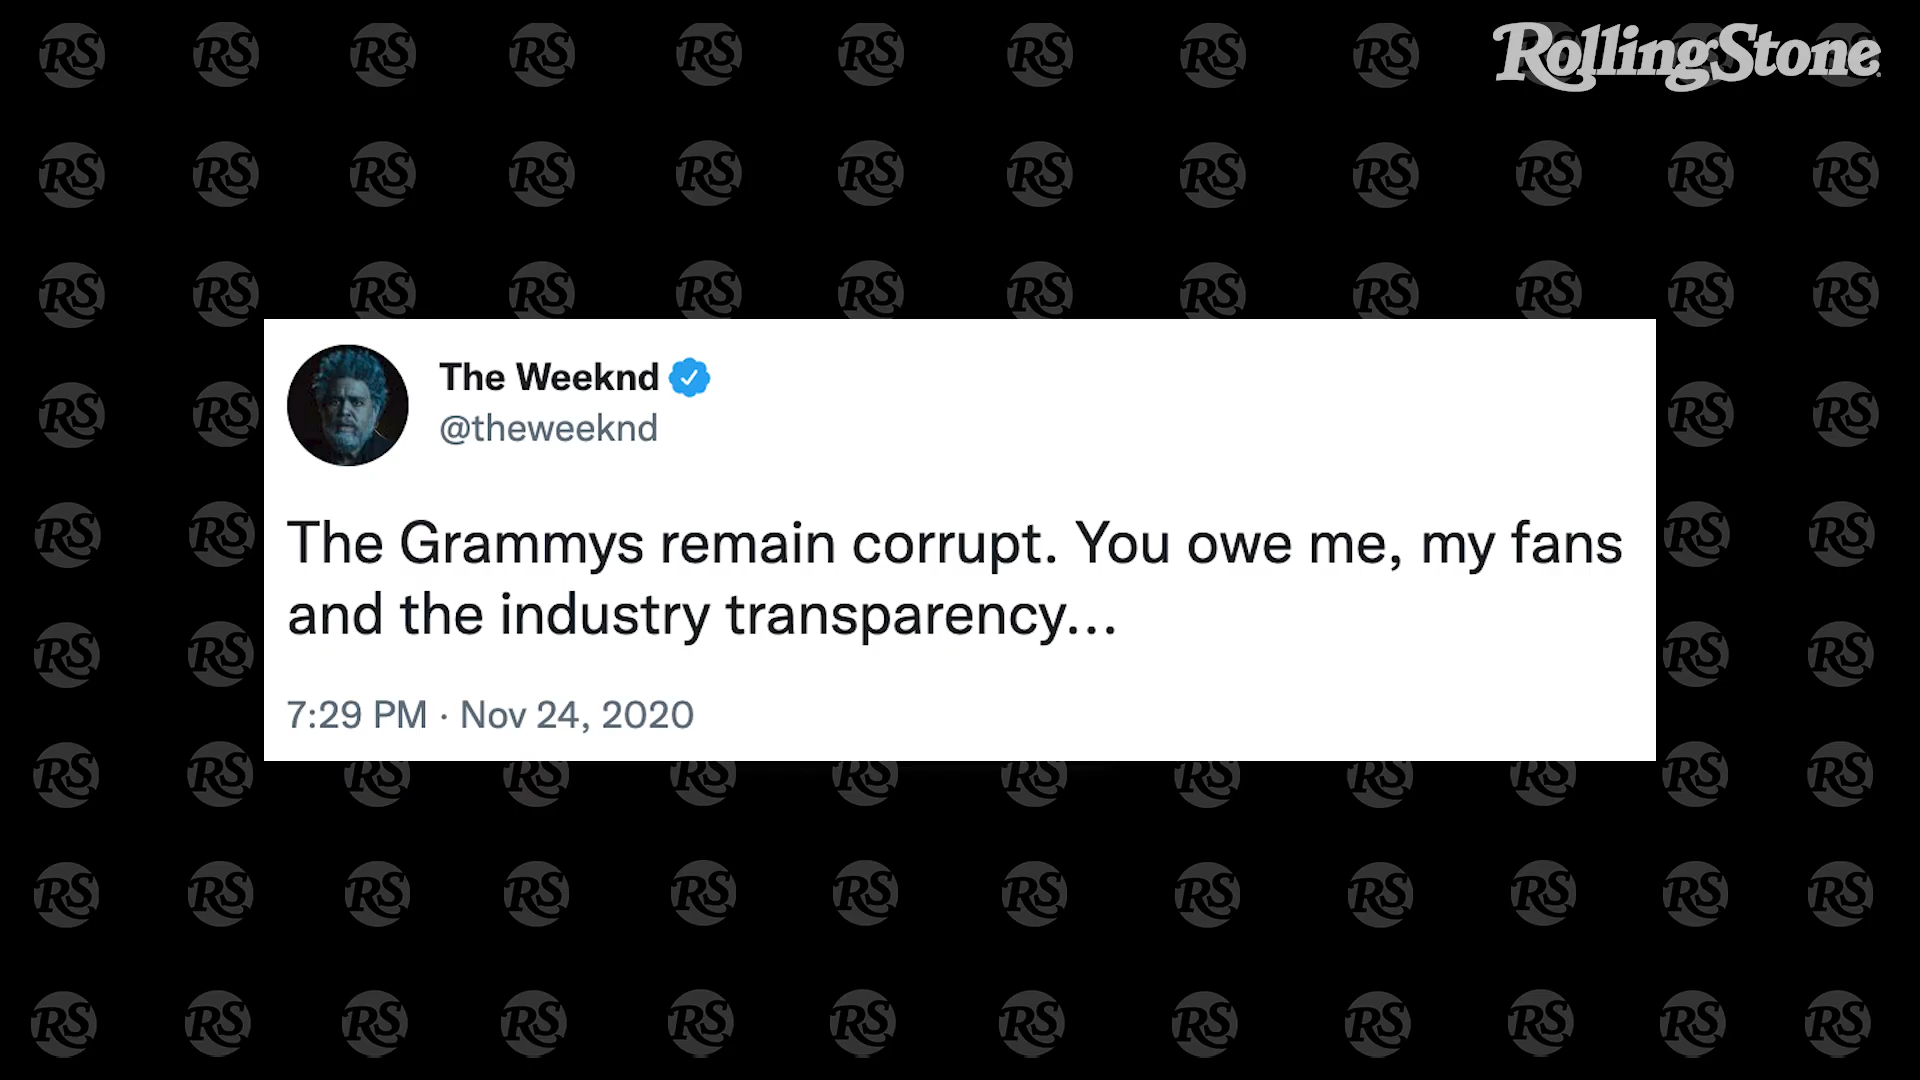 RollingStone
The Weeknd
@theweeknd
The Grammys remain corrupt. You owe me, my fans
and the industry transparency...
7:29 PM · Nov 24, 2020